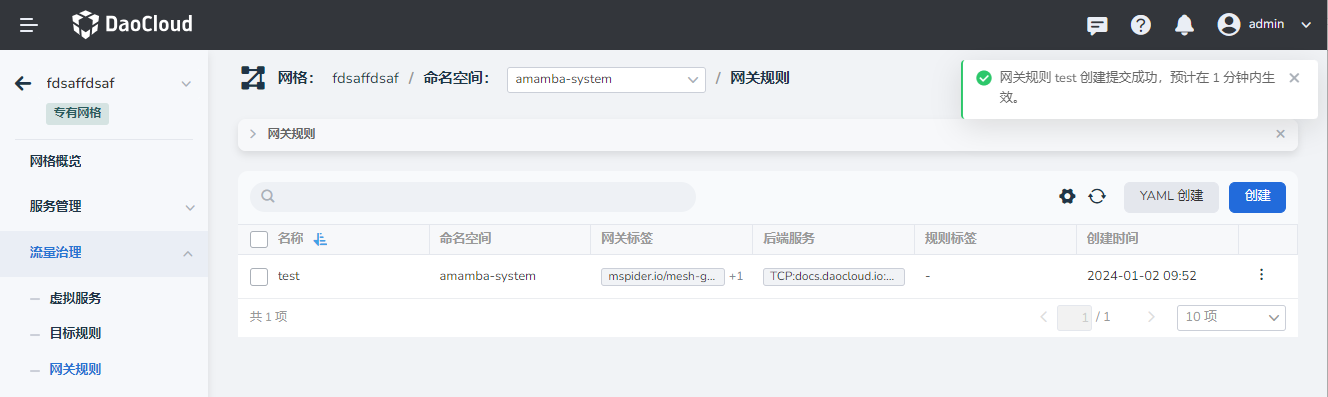 DaoCloud
admin
fdsaffdsaf
专有网格
网格概览
服务管理
流量治理
虚拟服务
目标规则
网关规则
网格： fdsaffdsaf / 命名空间： amamba-system / 网关规则
网关规则 test 创建提交成功，预计在 1 分钟内生
效。
网关规则
YAML 创建 创建
名称 命名空间 网关标签 后端服务 规则标签 创建时间
test amamba-system mspider.io/mesh-g... +1 TCP:docs.daocloud.io:... - 2024-01-02 09:52
共 1 项 1 / 1 10 项